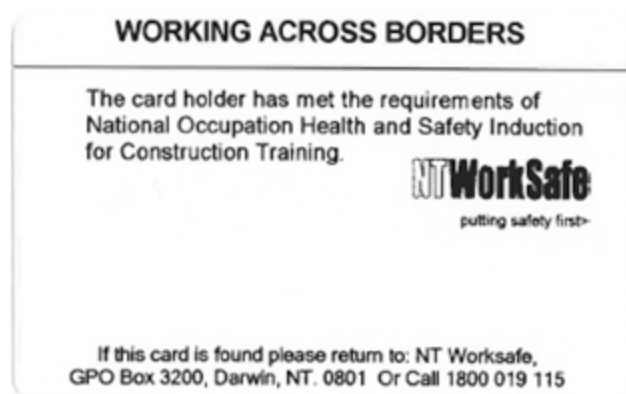 WORKING ACROSS BORDERS
The card holder has met the requirements of
National Occupation Health and Safety Induction
for Construction Training.
NTWorkSafe
putting safety first>
If this card is found please return to: NT Worksafe,
GPO Box 3200, Darwin, NT. 0801 Or Call 1800 019 115